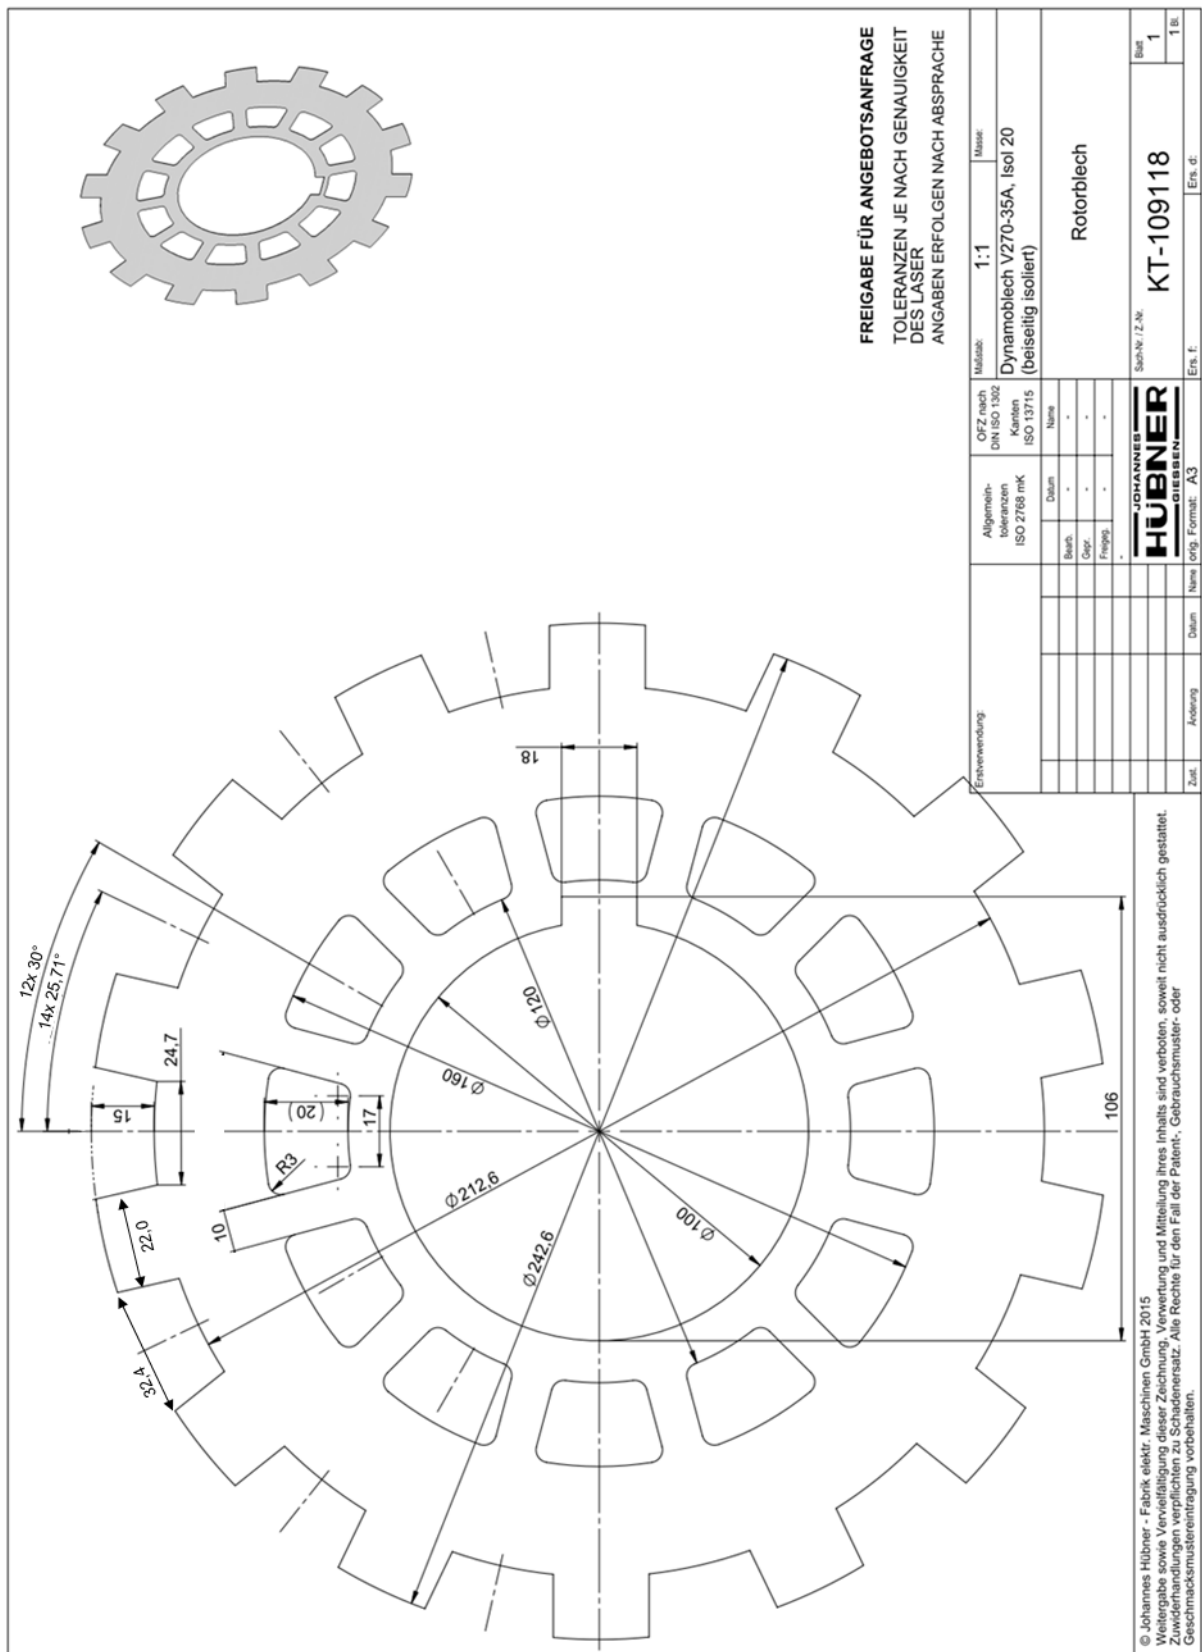 FREIGABE FÜR ANGEBOTSANFRAGE
TOLERANZEN JE NACH GENAUIGKEIT
DES LASER
ANGABEN ERFOLGEN NACH ABSPRACHE
12x 30°
14x 25,71°
24,7
15
(20)
17
R3
10
22,0
32,4
18
106
Ø120
Ø160
Ø212,6
Ø242,6
Ø100
Erstverwendung:
Allgemein-
toleranzen
ISO 2768 mK
OFZ nach
DIN ISO 1302
Kanten
ISO 13715
Maßstab:
1:1
Masse:
Dynamoblech V270-35A, Isol 20
(beiseitig isoliert)
Datum
Name
Bearb.
-
-
Gepr.
-
-
Freigeg.
-
-
-
Rotorblech
JOHANNES
HÜBNER
GIESSEN
Sach-Nr. / Z.-Nr.
KT-109118
Blatt
1
1 Bl.
Zust.
Änderung
Datum
Name
orig. Format: A3
Ers. f:
Ers. d:
© Johannes Hübner - Fabrik elektr. Maschinen GmbH 2015
Weitergabe sowie Vervielfältigung dieser Zeichnung, Verwertung und Mitteilung ihres Inhalts sind verboten, soweit nicht ausdrücklich gestattet.
Zuwiderhandlungen verpflichten zu Schadenersatz. Alle Rechte für den Fall der Patent-, Gebrauchsmuster- oder
Geschmacksmustereintragung vorbehalten.